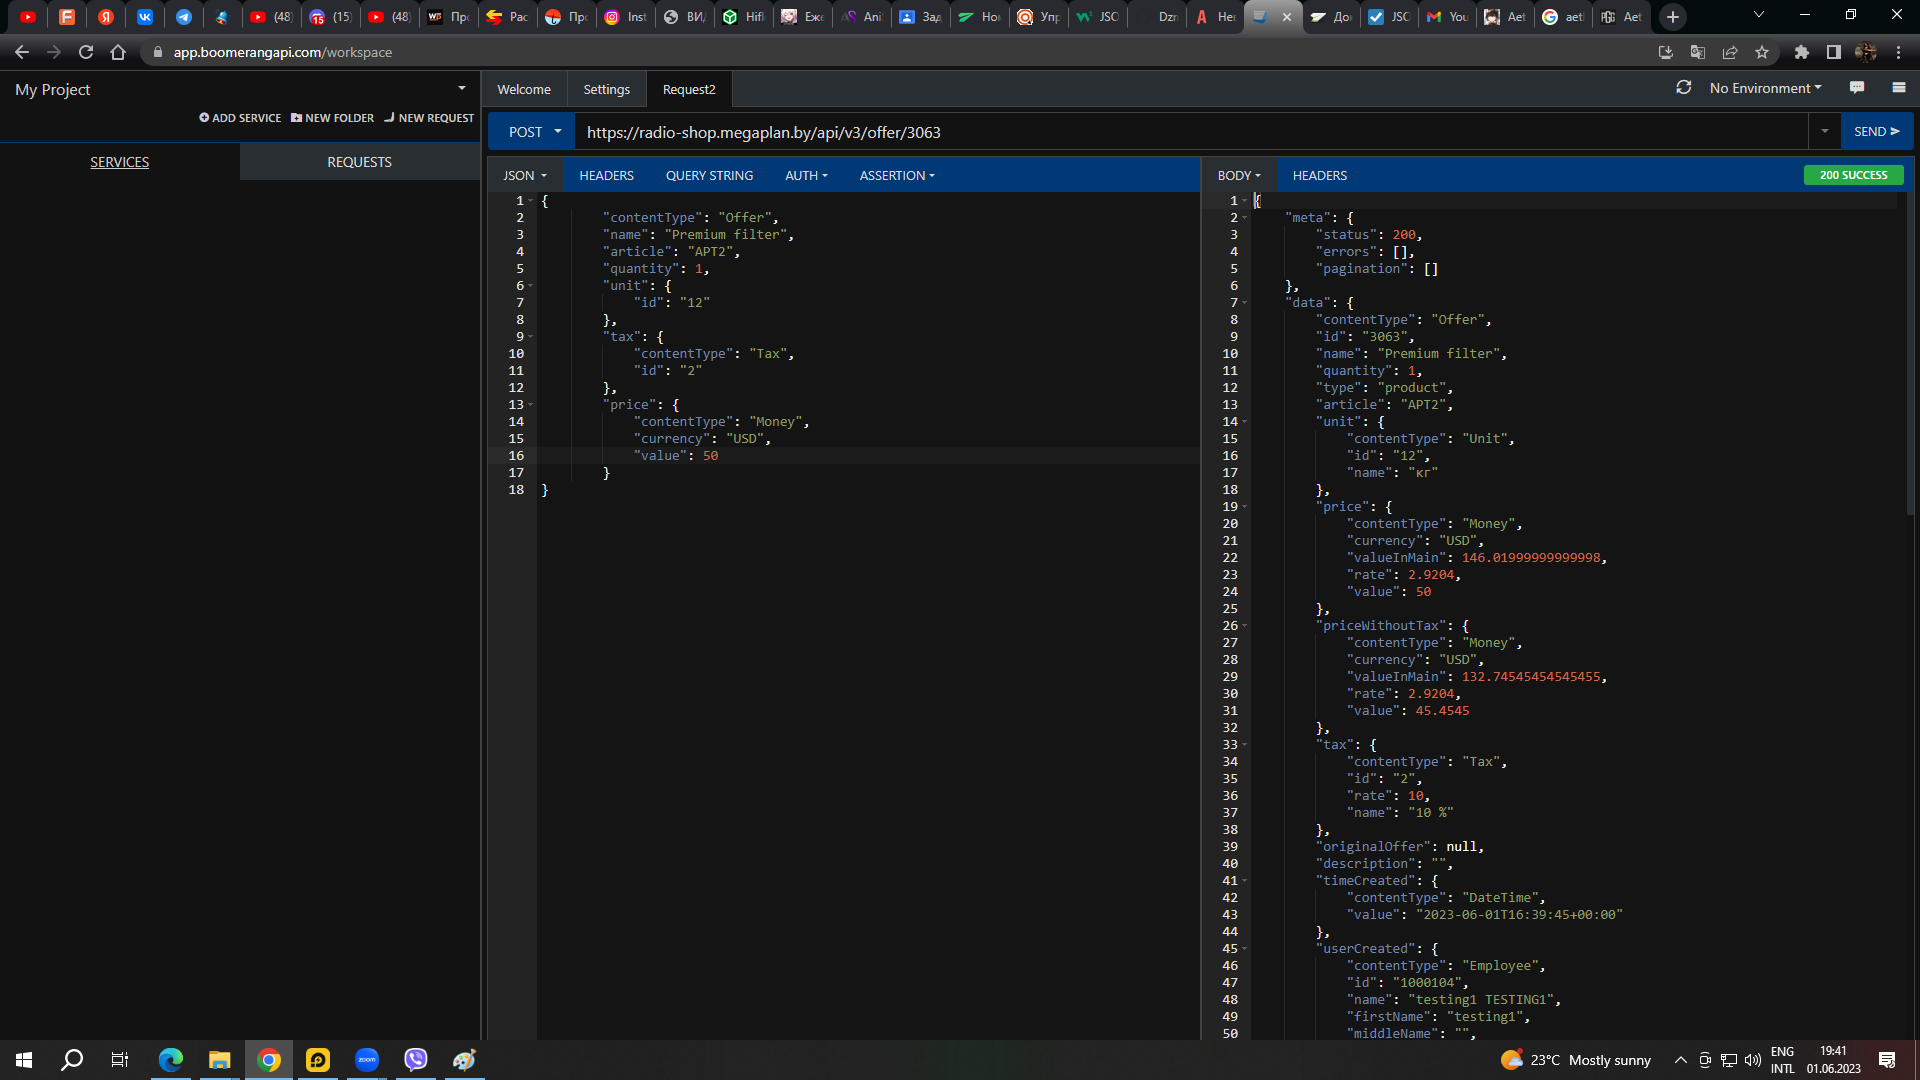 (48)
15
(15)
(48)
Прс
Рас
Прс
Inst
ВИ
Hifl
Еже
Ani
Зад
Нон
Упр
JSC
Dzn
Не
До
JSC
You
Aet
aet
Aet
app.boomerangapi.com/workspace
My Project
ADD SERVICE NEW FOLDER NEW REQUEST
SERVICES REQUESTS
Welcome Settings Request2
No Environment
POST https://radio-shop.megaplan.by/api/v3/offer/3063 SEND
JSON HEADERS QUERY STRING AUTH ASSERTION
1 {
2 "contentType": "Offer",
3 "name": "Premium filter",
4 "article": "APT2",
5 "quantity": 1,
6 "unit": {
7 "id": "12"
8 },
9 "tax": {
10 "contentType": "Tax",
11 "id": "2"
12 },
13 "price": {
14 "contentType": "Money",
15 "currency": "USD",
16 "value": 50
17 }
18 }
BODY HEADERS 200 SUCCESS
1 {
2 "meta": {
3 "status": 200,
4 "errors": [],
5 "pagination": []
6 },
7 "data": {
8 "contentType": "Offer",
9 "id": "3063",
10 "name": "Premium filter",
11 "quantity": 1,
12 "type": "product",
13 "article": "APT2",
14 "unit": {
15 "contentType": "Unit",
16 "id": "12",
17 "name": "кг"
18 },
19 "price": {
20 "contentType": "Money",
21 "currency": "USD",
22 "valueInMain": 146.01999999999998,
23 "rate": 2.9204,
24 "value": 50
25 },
26 "priceWithoutTax": {
27 "contentType": "Money",
28 "currency": "USD",
29 "valueInMain": 132.74545454545455,
30 "rate": 2.9204,
31 "value": 45.4545
32 },
33 "tax": {
34 "contentType": "Tax",
35 "id": "2",
36 "rate": 10,
37 "name": "10 %"
38 },
39 "originalOffer": null,
40 "description": "",
41 "timeCreated": {
42 "contentType": "DateTime",
43 "value": "2023-06-01T16:39:45+00:00"
44 },
45 "userCreated": {
46 "contentType": "Employee",
47 "id": "1000104",
48 "name": "testing1 TESTING1",
49 "firstName": "testing1",
50 "middleName": "",
zoom
23°C Mostly sunny
ENG
INTL
19:41
01.06.2023